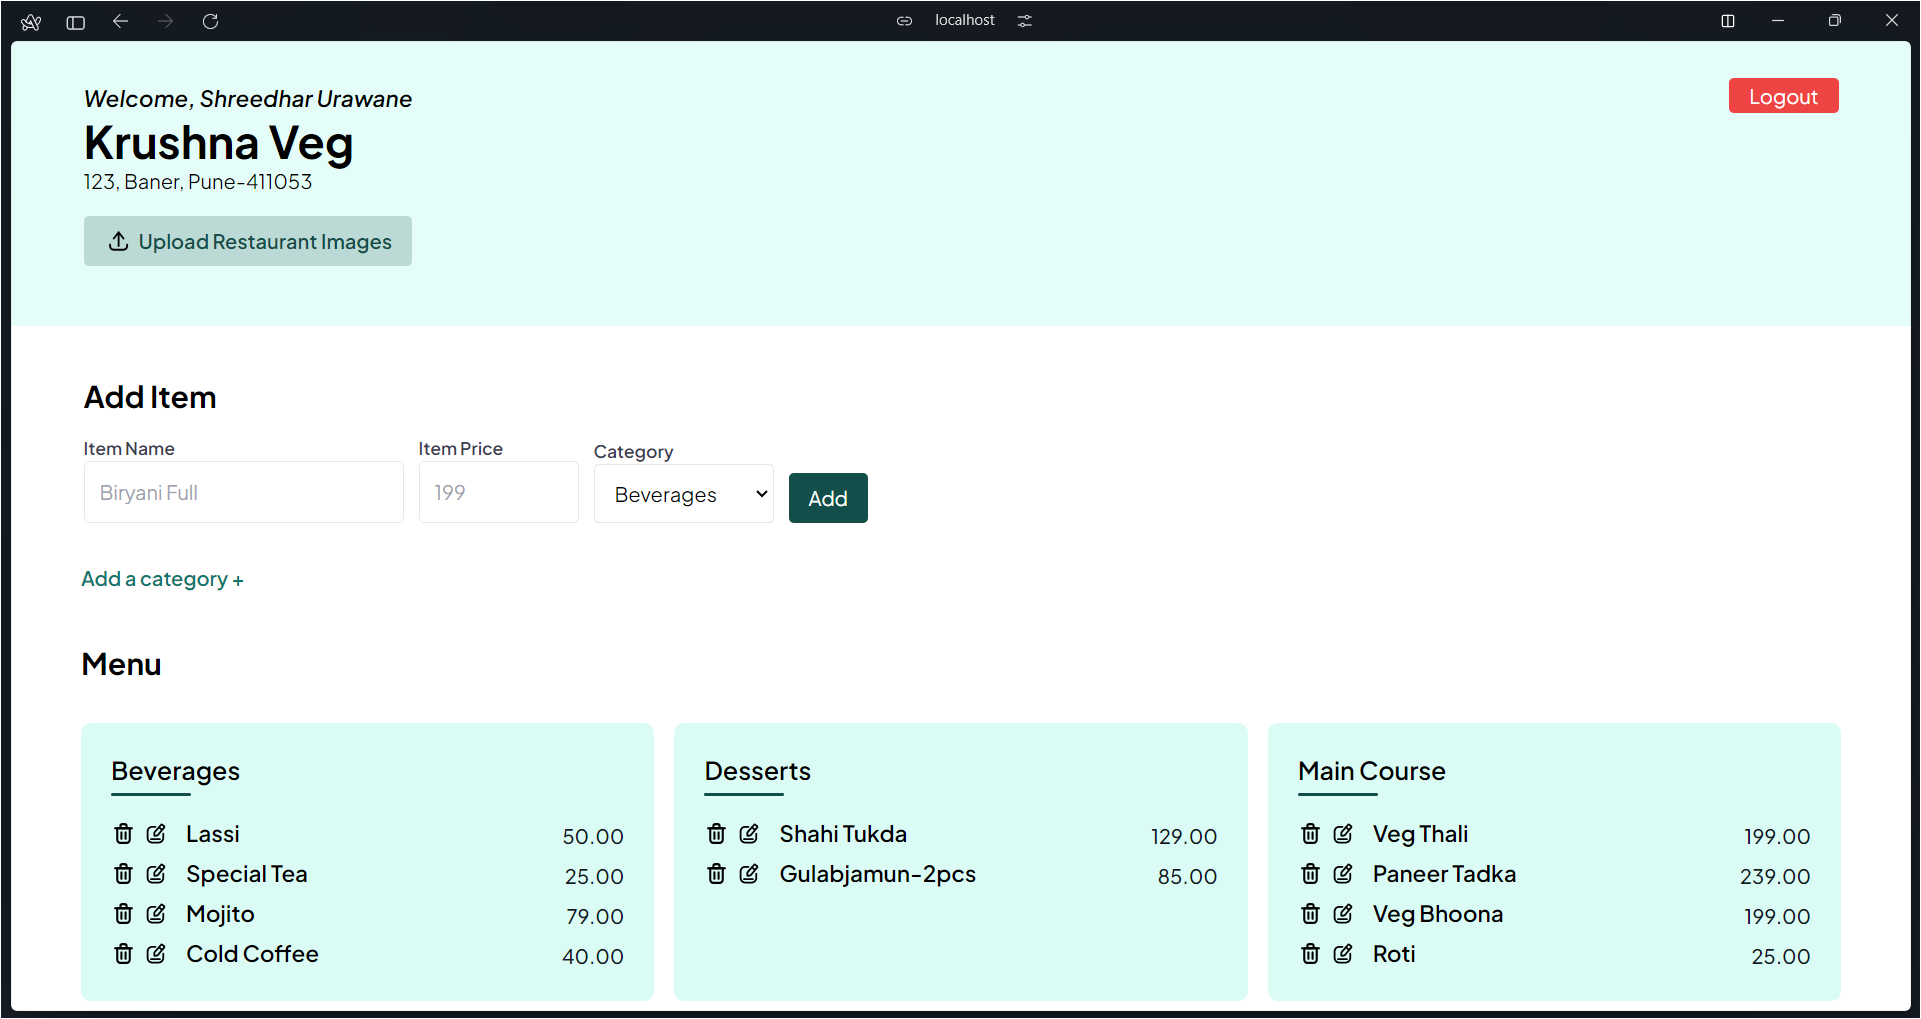 localhost
Welcome, Shreedhar Urawane
Logout
Krushna Veg
123, Baner, Pune-411053
Upload Restaurant Images
Add Item
Item Name
Item Price
Category
Biryani Full
199
Beverages
Add
Add a category +
Menu
Beverages
Lassi 50.00
Special Tea 25.00
Mojito 79.00
Cold Coffee 40.00
Desserts
Shahi Tukda 129.00
Gulabjamun-2pcs 85.00
Main Course
Veg Thali 199.00
Paneer Tadka 239.00
Veg Bhoona 199.00
Roti 25.00